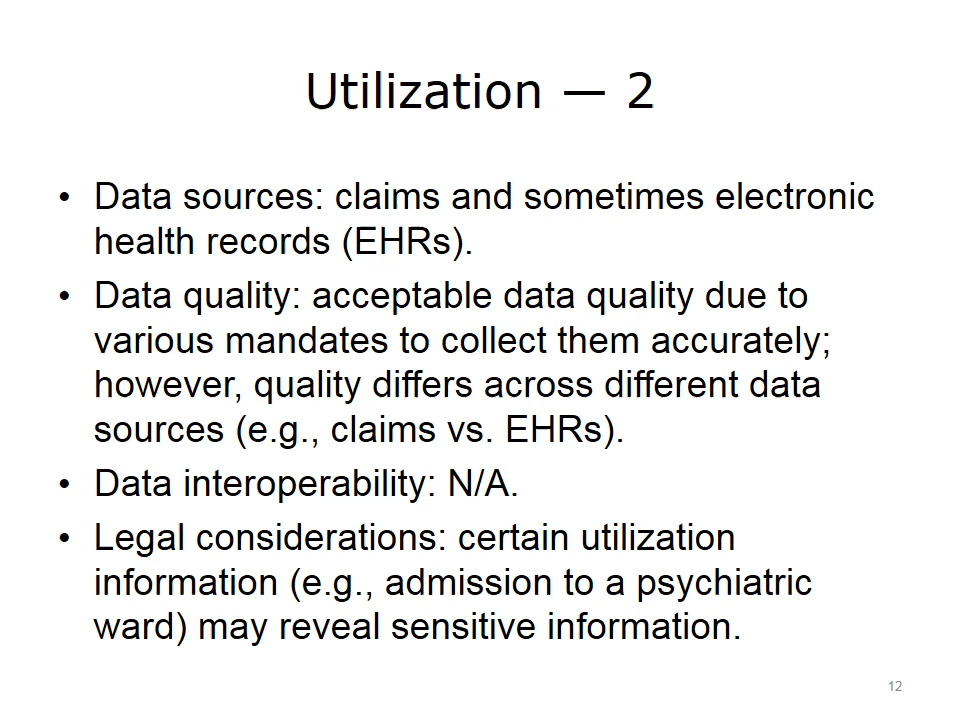 Utilization — 2
• Data sources: claims and sometimes electronic
health records (EHRs).
• Data quality: acceptable data quality due to
various mandates to collect them accurately;
however, quality differs across different data
sources (e.g., claims vs. EHRs).
• Data interoperability: N/A.
• Legal considerations: certain utilization
information (e.g., admission to a psychiatric
ward) may reveal sensitive information.
12